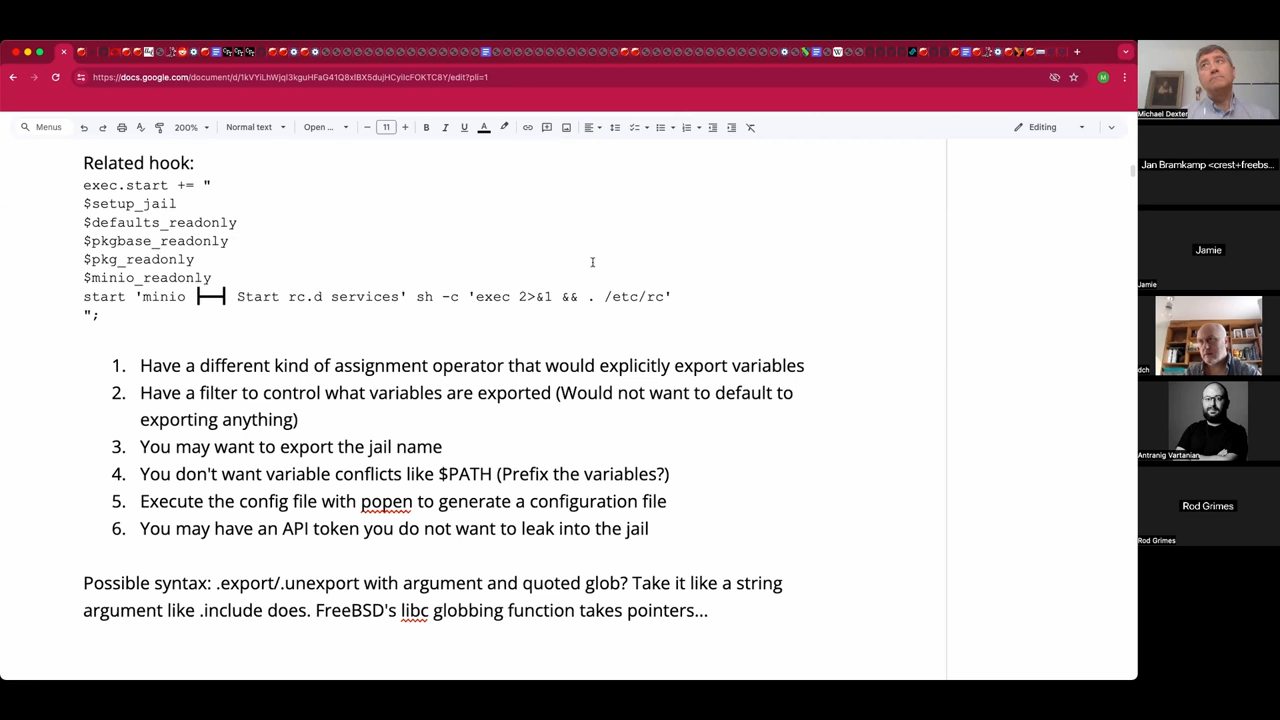 https://docs.google.com/document/d/1kVYiLhWjqI3kguHFaG41Q8xIBX5dujHCyiIcFOKTC8Y/edit?pli=1
Menus
200%
Normal text
Open ...
11
Editing
Related hook:
exec.start += "
$setup_jail
$defaults_readonly
$pkgbase_readonly
$pkg_readonly
$minio_readonly
start 'minio ├──┤ Start rc.d services' sh -c 'exec 2>&1 && . /etc/rc'
";
1. Have a different kind of assignment operator that would explicitly export variables
2. Have a filter to control what variables are exported (Would not want to default to
exporting anything)
3. You may want to export the jail name
4. You don't want variable conflicts like $PATH (Prefix the variables?)
5. Execute the config file with popen to generate a configuration file
6. You may have an API token you do not want to leak into the jail
Possible syntax: .export/.unexport with argument and quoted glob? Take it like a string
argument like .include does. FreeBSD's libc globbing function takes pointers...
Michael Dexter
Jan Bramkamp <crest+freebs...
Jamie
Jamie
dch
Antranig Vartanian
Rod Grimes
Rod Grimes